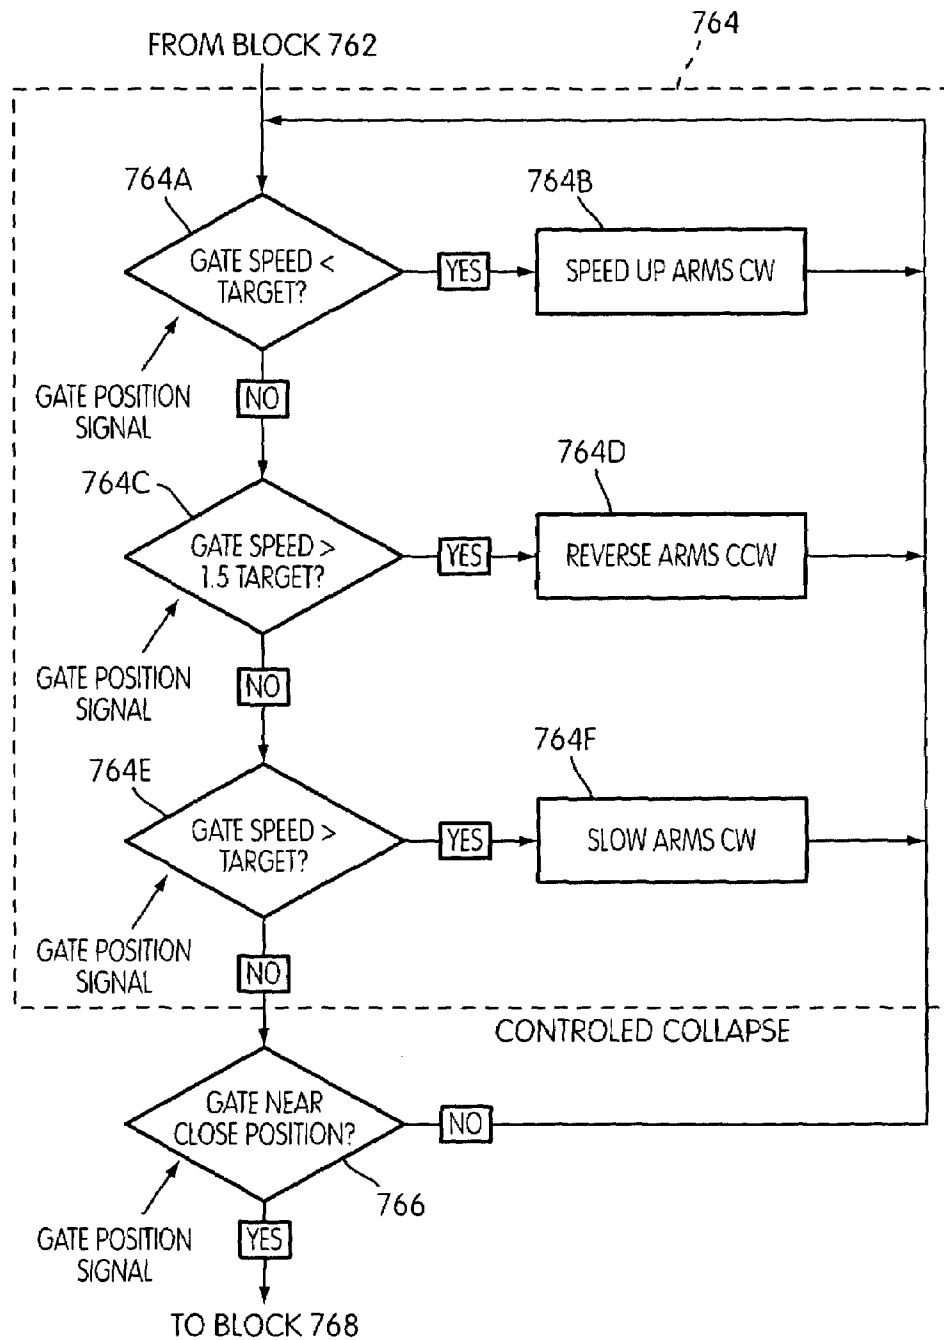 764
FROM BLOCK 762
764A
GATE SPEED <
TARGET?
YES
764B
SPEED UP ARMS CW
GATE POSITION
SIGNAL
NO
764C
GATE SPEED >
1.5 TARGET?
YES
764D
REVERSE ARMS CCW
GATE POSITION
SIGNAL
NO
764E
GATE SPEED >
TARGET?
YES
764F
SLOW ARMS CW
GATE POSITION
SIGNAL
NO
CONTROLED COLLAPSE
GATE NEAR
CLOSE POSITION?
NO
766
GATE POSITION
SIGNAL
YES
TO BLOCK 768